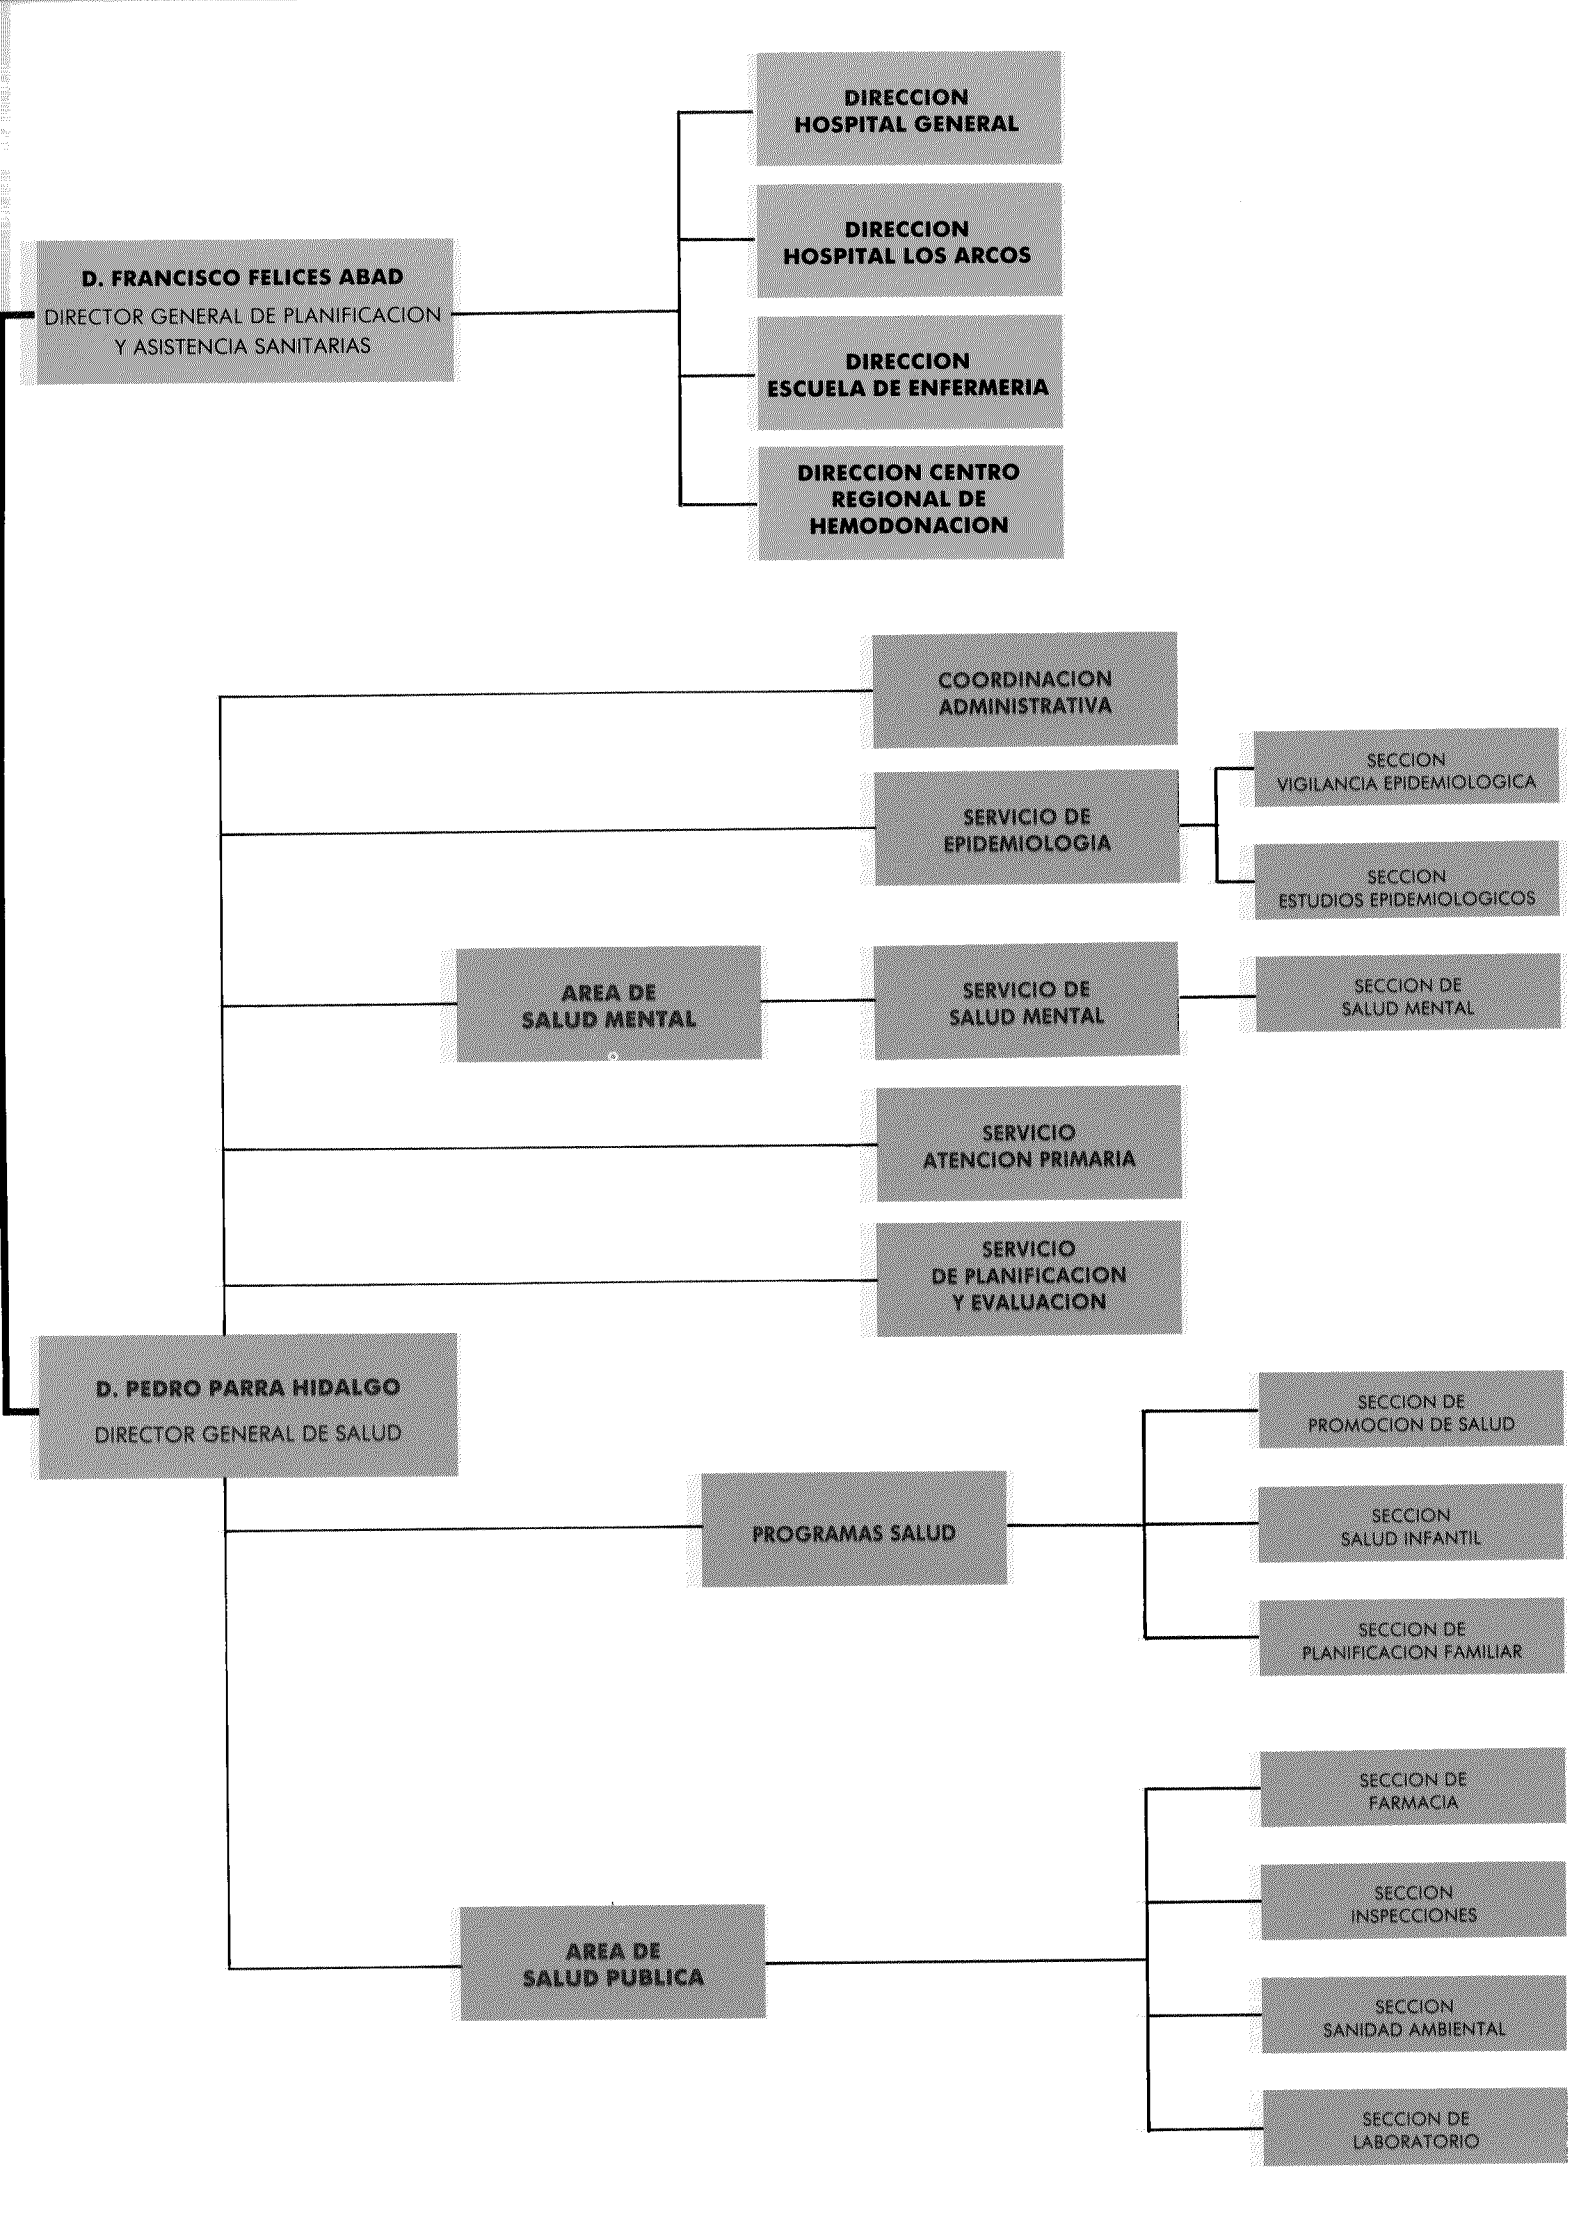 DIRECCION
HOSPITAL GENERAL
DIRECCION
HOSPITAL LOS ARCOS
D. FRANCISCO FELICES ABAD
DIRECTOR GENERAL DE PLANIFICACION
Y ASISTENCIA SANITARIAS
DIRECCION
ESCUELA DE ENFERMERIA
DIRECCION CENTRO
REGIONAL DE
HEMODONACION
COORDINACION
ADMINISTRATIVA
SERVICIO DE
EPIDEMIOLOGIA
SECCION
VIGILANCIA EPIDEMIOLOGICA
SECCION
ESTUDIOS EPIDEMIOLOGICOS
AREA DE
SALUD MENTAL
SERVICIO DE
SALUD MENTAL
SECCION DE
SALUD MENTAL
SERVICIO
ATENCION PRIMARIA
SERVICIO
DE PLANIFICACION
Y EVALUACION
D. PEDRO PARRA HIDALGO
DIRECTOR GENERAL DE SALUD
PROGRAMAS SALUD
SECCION DE
PROMOCION DE SALUD
SECCION
SALUD INFANTIL
SECCION DE
PLANIFICACION FAMILIAR
AREA DE
SALUD PUBLICA
SECCION DE
FARMACIA
SECCION
INSPECCIONES
SECCION
SANIDAD AMBIENTAL
SECCION DE
LABORATORIO